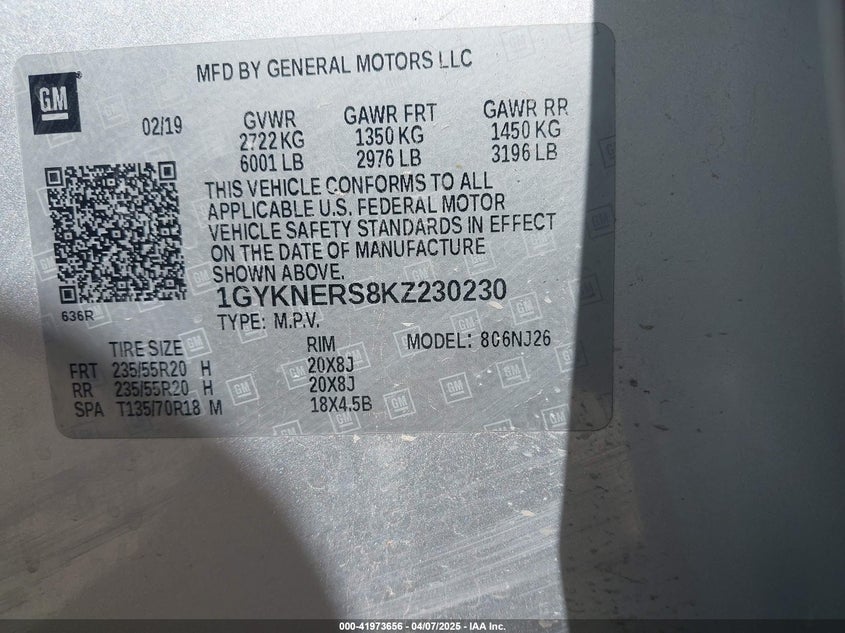 GM
MFD BY GENERAL MOTORS LLC
02/19
GVWR
2722 KG
6001 LB
GAWR FRT
1350 KG
2976 LB
GAWR RR
1450 KG
3196 LB
THIS VEHICLE CONFORMS TO ALL
APPLICABLE U.S. FEDERAL MOTOR
VEHICLE SAFETY STANDARDS IN EFFECT
ON THE DATE OF MANUFACTURE
SHOWN ABOVE.
636R
1GYKNERS8KZ230230
TYPE: M.P.V.
MODEL: 8C6NJ26
TIRE SIZE RIM
FRT 235/55R20 H 20X8J
RR 235/55R20 H 20X8J
SPA T135/70R18 M 18X4.5B
000-41973656 - 04/07/2025 - IAA Inc.